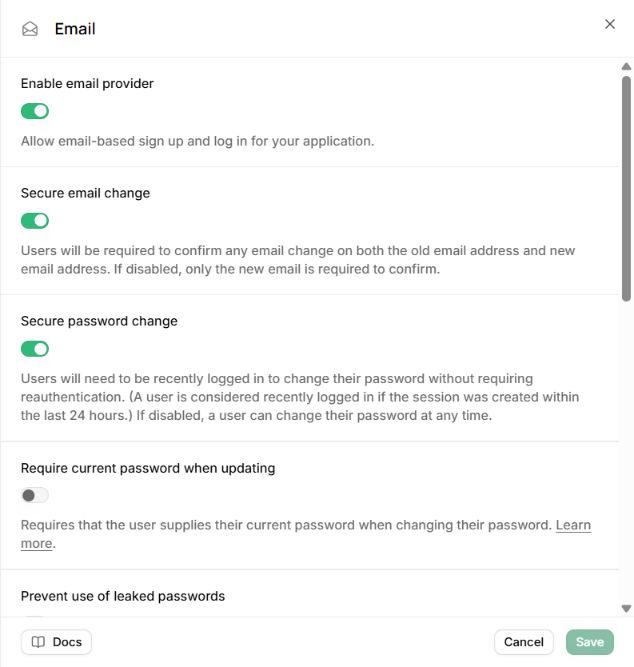 Email
Enable email provider
Allow email-based sign up and log in for your application.
Secure email change
Users will be required to confirm any email change on both the old email address and new
email address. If disabled, only the new email is required to confirm.
Secure password change
Users will need to be recently logged in to change their password without requiring
reauthentication. (A user is considered recently logged in if the session was created within
the last 24 hours.) If disabled, a user can change their password at any time.
Require current password when updating
Requires that the user supplies their current password when changing their password. Learn
more.
Prevent use of leaked passwords
Docs
Cancel
Save